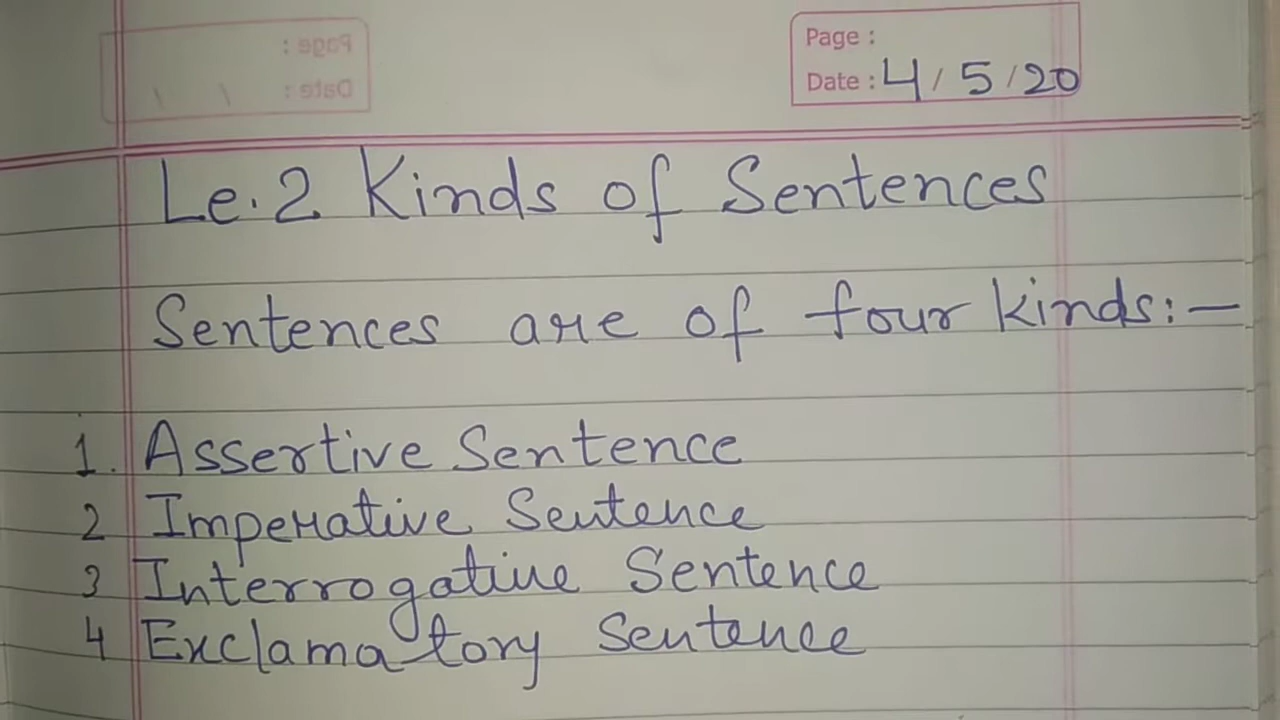 Page :
Date : 4/5/20
Le.2 Kinds of Sentences
Sentences are of four kinds:-
1. Assertive Sentence
2 Imperative Sentence
3 Interrogative Sentence
4 Exclamatory Sentence